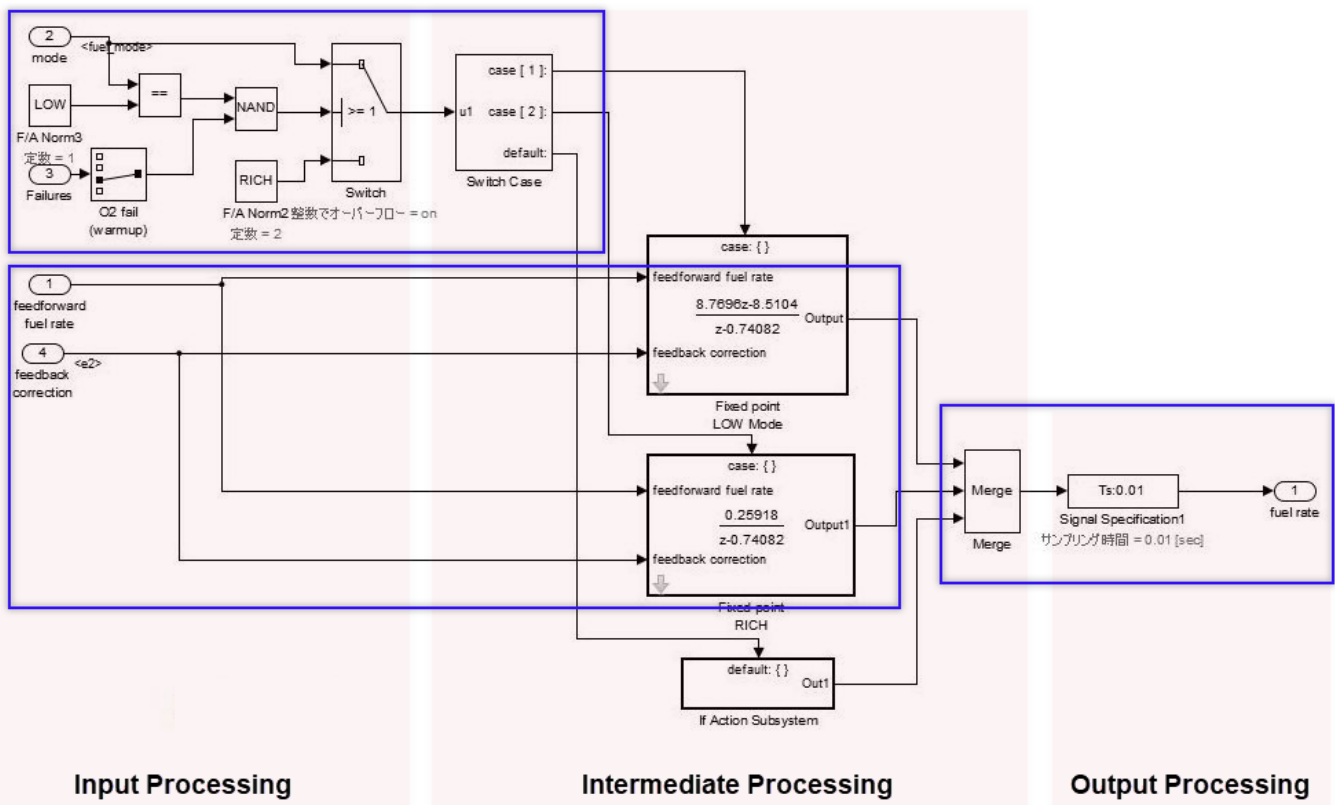 2
mode
<fuel_mode>
LOW
F/A Norm3
定数 = 1
3
Failures
==
O2 fail
(warmup)
NAND
RICH
F/A Norm2
定数 = 2
>= 1
Switch
整数でオーバーフロー = on
u1
case [ 1 ]:
case [ 2 ]:
default:
Switch Case
1
feedforward
fuel rate
4
<e2>
feedback
correction
case: { }
feedforward fuel rate
8.7696z-8.5104
z-0.74082
Output
feedback correction
Fixed point
LOW Mode
case: { }
feedforward fuel rate
0.25918
z-0.74082
Output1
feedback correction
Fixed point
RICH
default: { }
Out1
If Action Subsystem
Merge
Merge
Ts:0.01
Signal Specification1
サンプリング時間 = 0.01 [sec]
1
fuel rate
Input Processing
Intermediate Processing
Output Processing